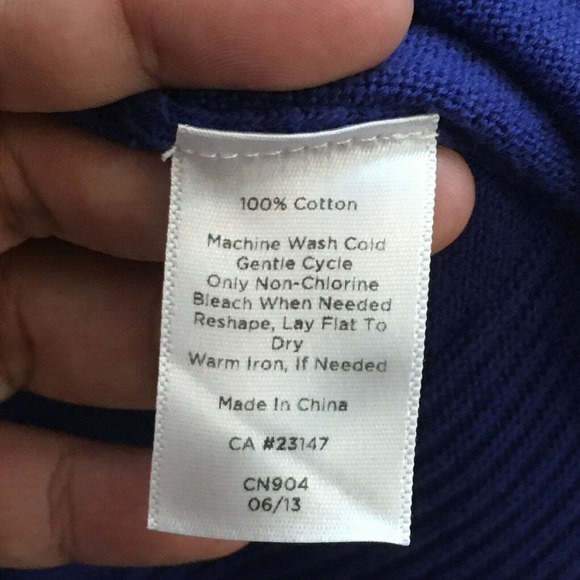 100% Cotton
Machine Wash Cold
Gentle Cycle
Only Non-Chlorine
Bleach When Needed
Reshape, Lay Flat To
Dry
Warm Iron, If Needed
Made In China
CA #23147
CN904
06/13